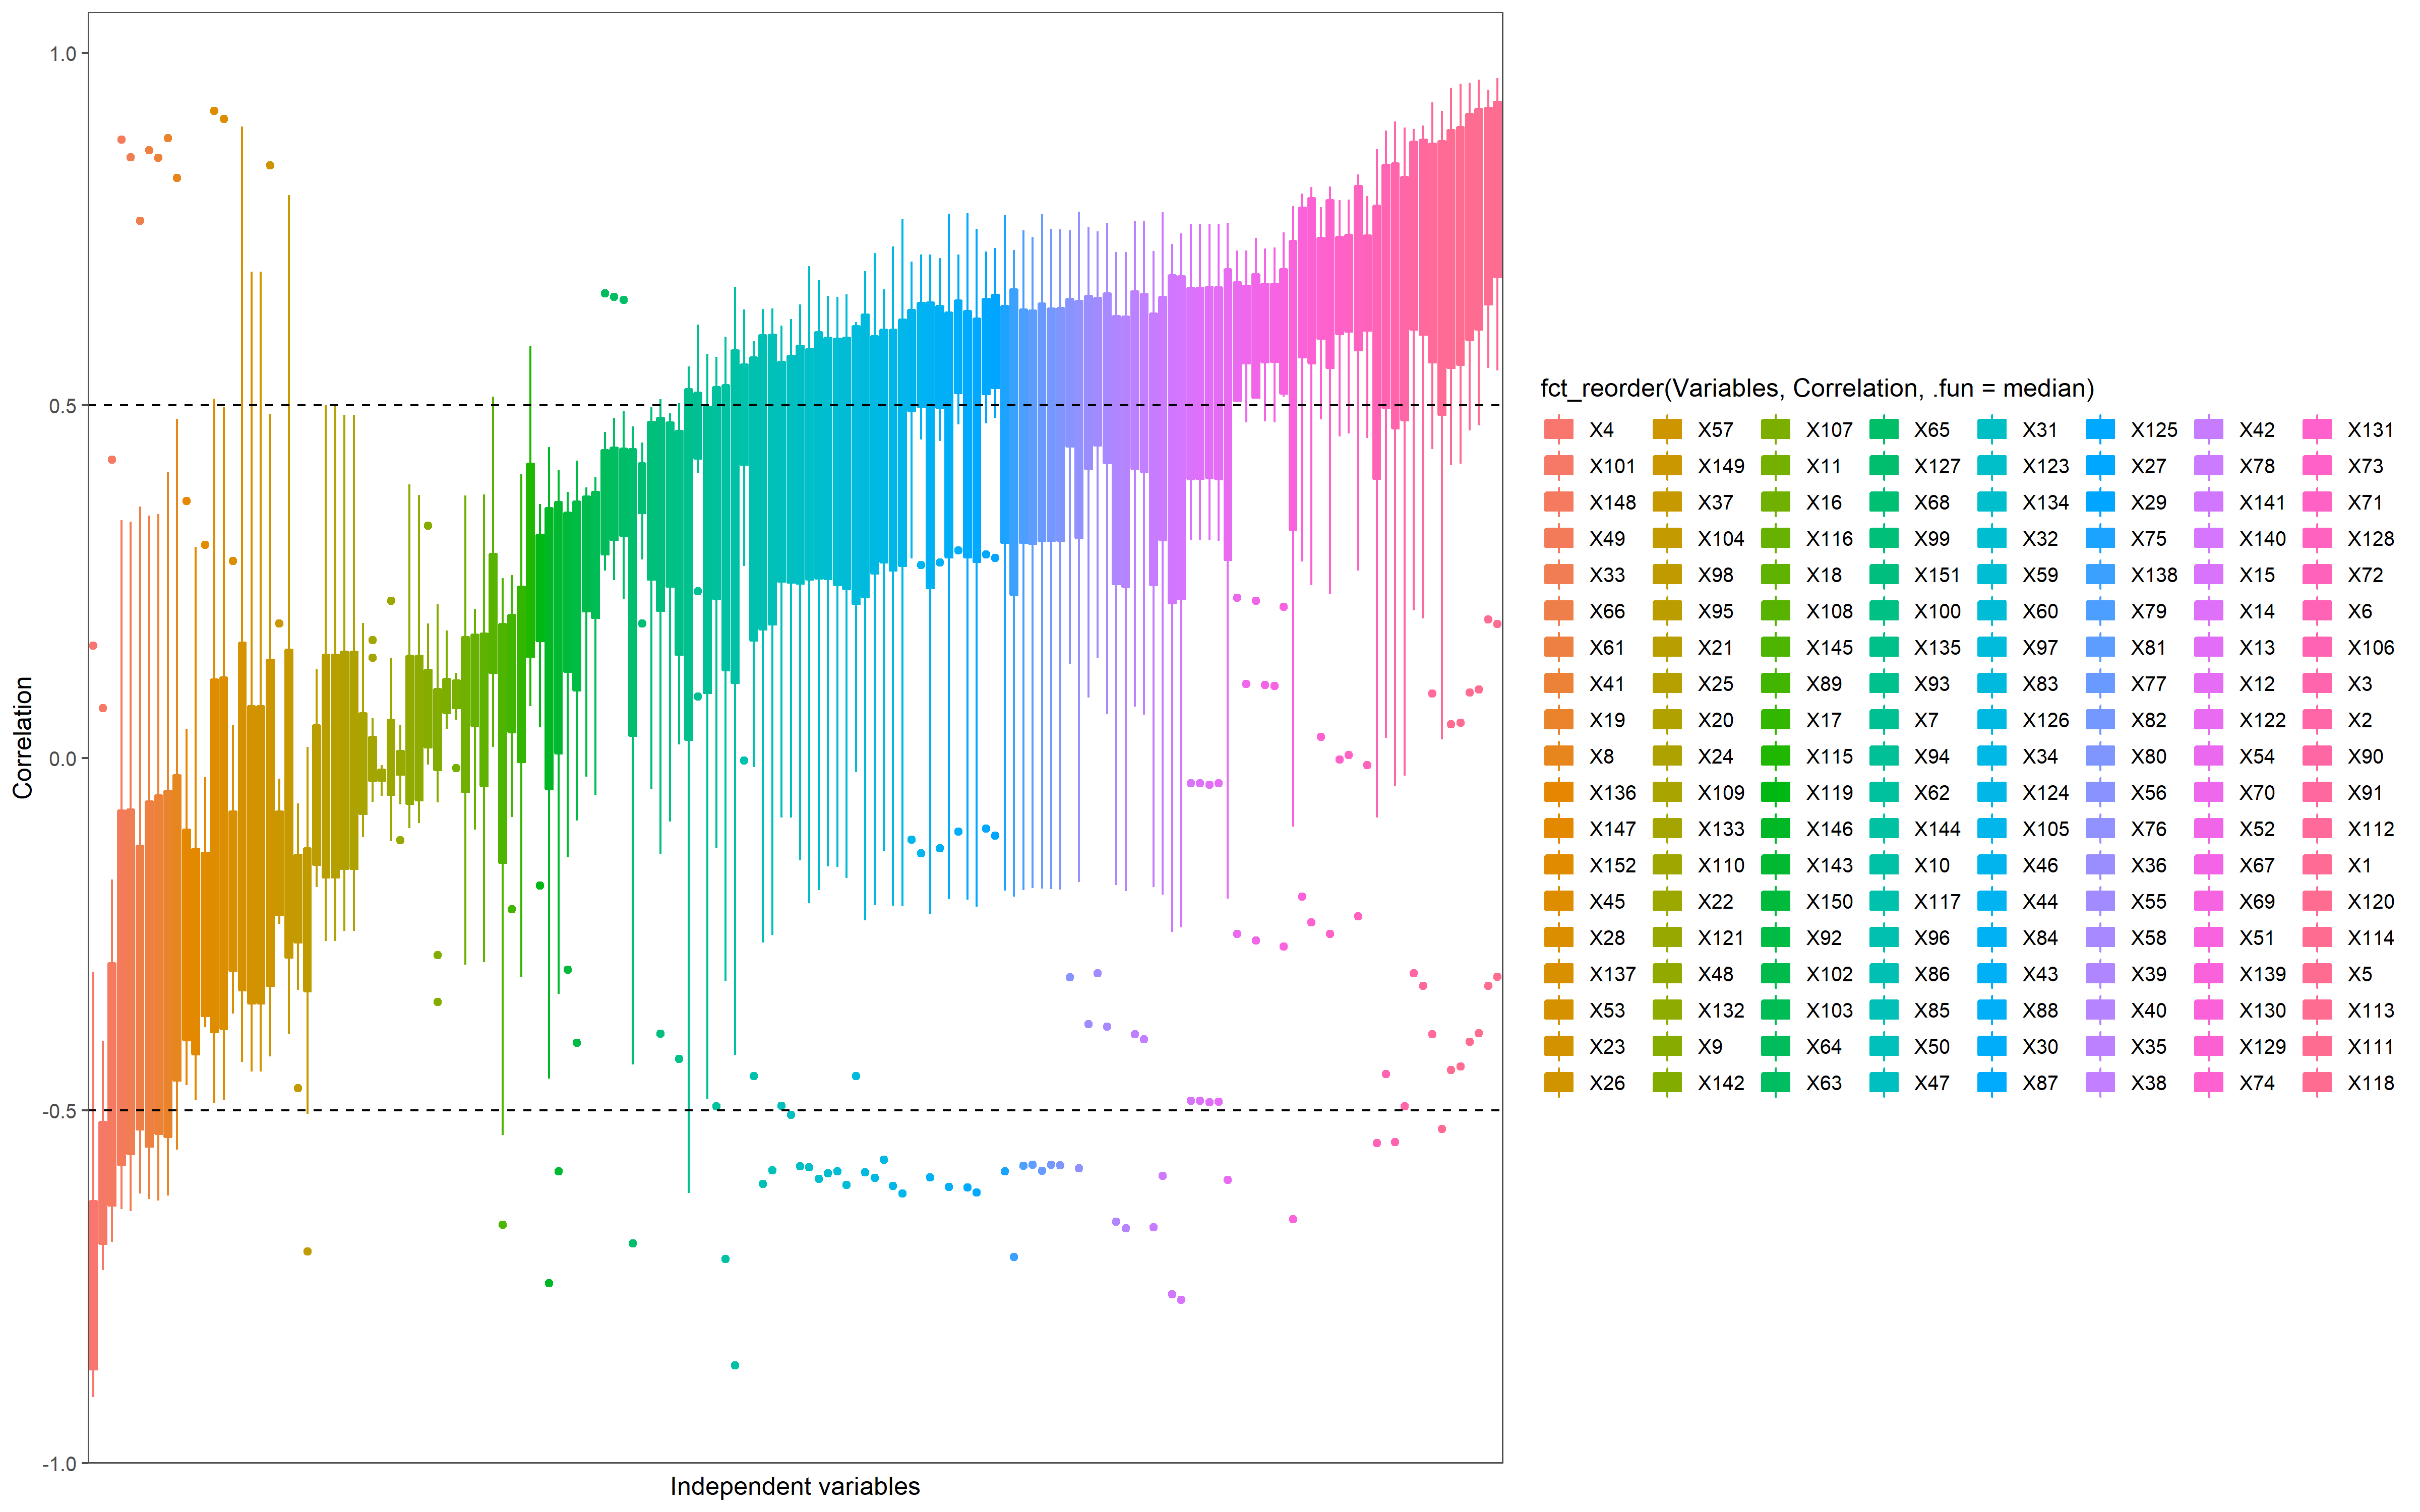 1.0
0.5
0.0
-0.5
-1.0
Correlation
Independent variables
fct_reorder(Variables, Correlation, .fun = median)
X4 X57 X107 X65 X31 X125 X42 X131
X101 X149 X11 X127 X123 X27 X78 X73
X148 X37 X16 X68 X134 X29 X141 X71
X49 X104 X116 X99 X32 X75 X140 X128
X33 X98 X18 X151 X59 X138 X15 X72
X66 X95 X108 X100 X60 X79 X14 X6
X61 X21 X145 X135 X97 X81 X13 X106
X41 X25 X89 X93 X83 X77 X12 X3
X19 X20 X17 X7 X126 X82 X122 X2
X8 X24 X115 X94 X34 X80 X54 X90
X136 X109 X119 X62 X124 X56 X70 X91
X147 X133 X146 X144 X105 X76 X52 X112
X152 X110 X143 X10 X46 X36 X67 X1
X45 X22 X150 X117 X44 X55 X69 X120
X28 X121 X92 X96 X84 X58 X51 X114
X137 X48 X102 X86 X43 X39 X139 X5
X53 X132 X103 X85 X88 X40 X130 X113
X23 X9 X64 X50 X30 X35 X129 X111
X26 X142 X63 X47 X87 X38 X74 X118